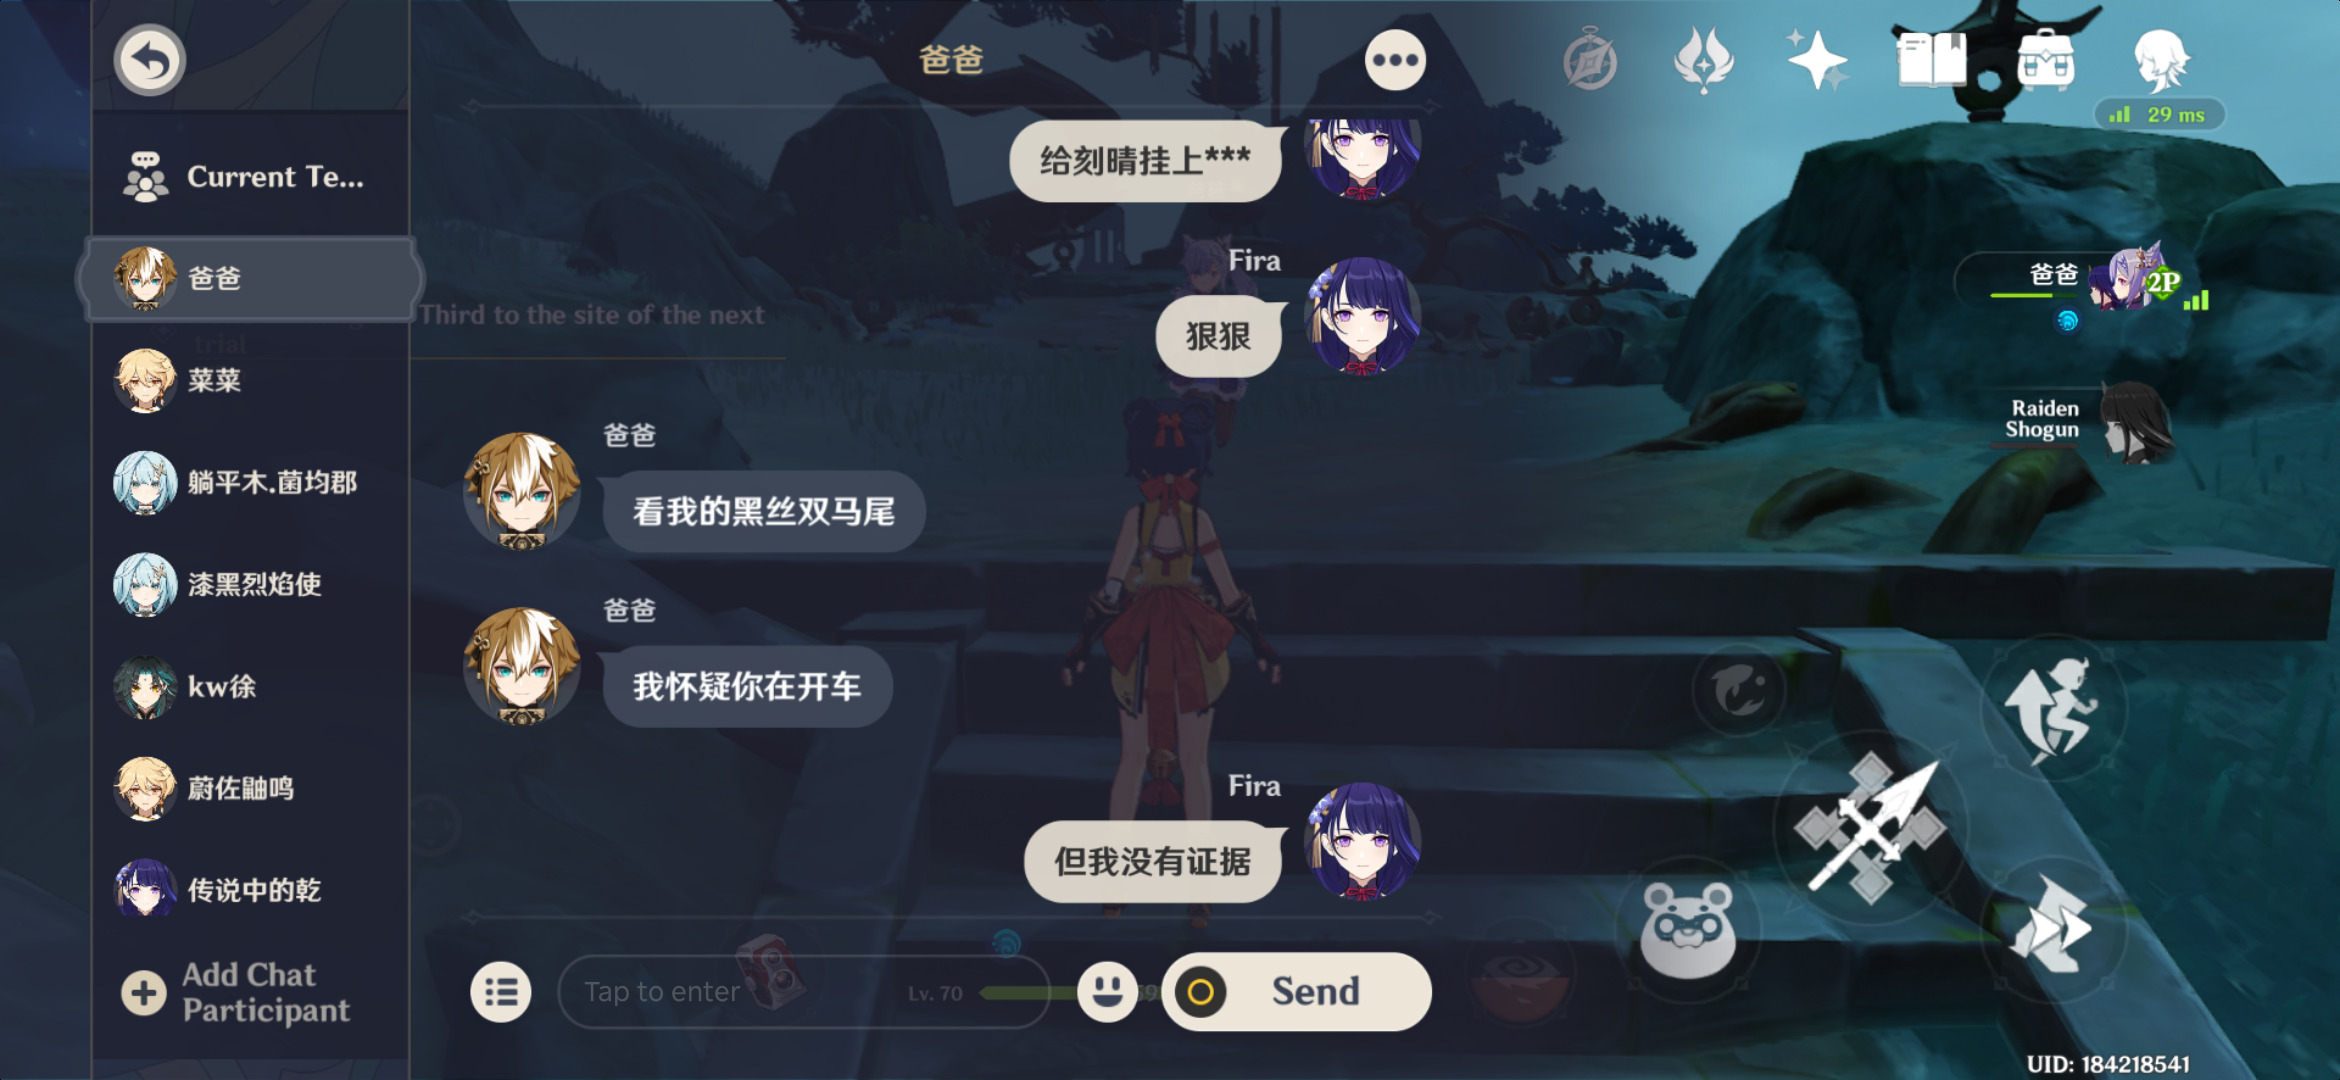 爸爸
29 ms
Current Te...
给刻晴挂上***
爸爸
Fira
狠狠
爸爸
2P
Third to the site of the next
trial
菜菜
Raiden
Shogun
爸爸
看我的黑丝双马尾
躺平木.菌均郡
漆黑烈焰使
爸爸
我怀疑你在开车
kw徐
蔚佐鼬鸣
Fira
但我没有证据
传说中的乾
Add Chat
Participant
Tap to enter
Lv. 70
Send
UID: 184218541